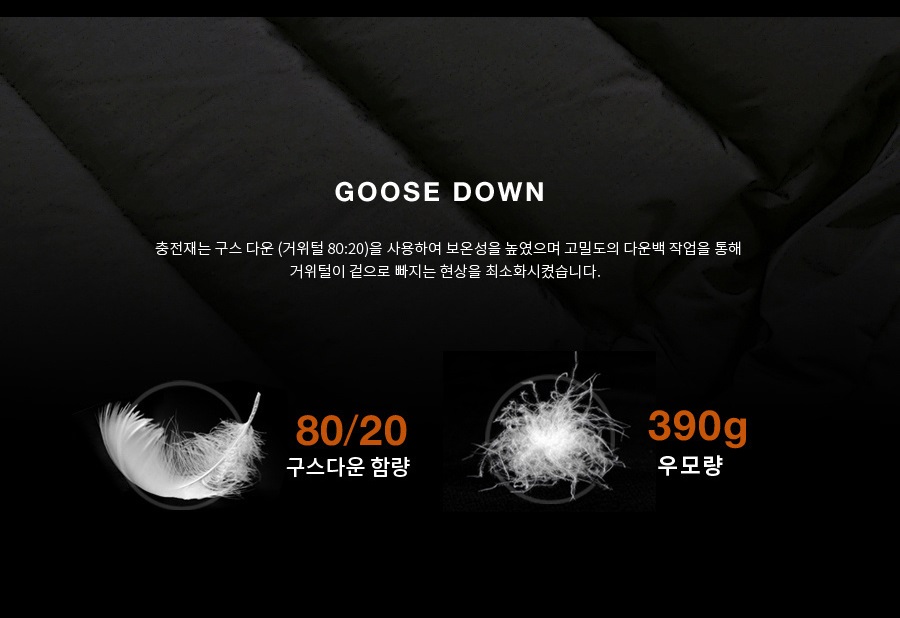 GOOSE DOWN
충전재는 구스 다운 (거위털 80:20)을 사용하여 보온성을 높였으며 고밀도의 다운백 작업을 통해
거위털이 겉으로 빠지는 현상을 최소화시켰습니다.
80/20
구스다운 함량
390g
우모량